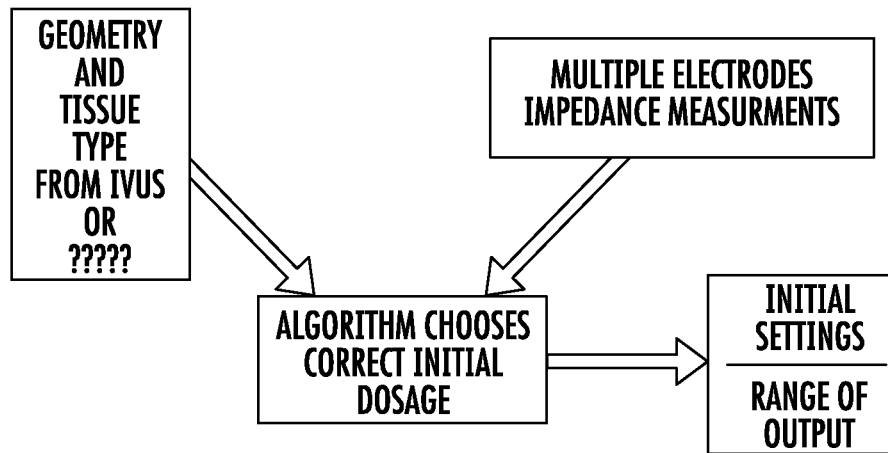 GEOMETRY
AND
TISSUE
TYPE
FROM IVUS
OR
?????
MULTIPLE ELECTRODES
IMPEDANCE MEASURMENTS
ALGORITHM CHOOSES
CORRECT INITIAL
DOSAGE
INITIAL
SETTINGS
RANGE OF
OUTPUT